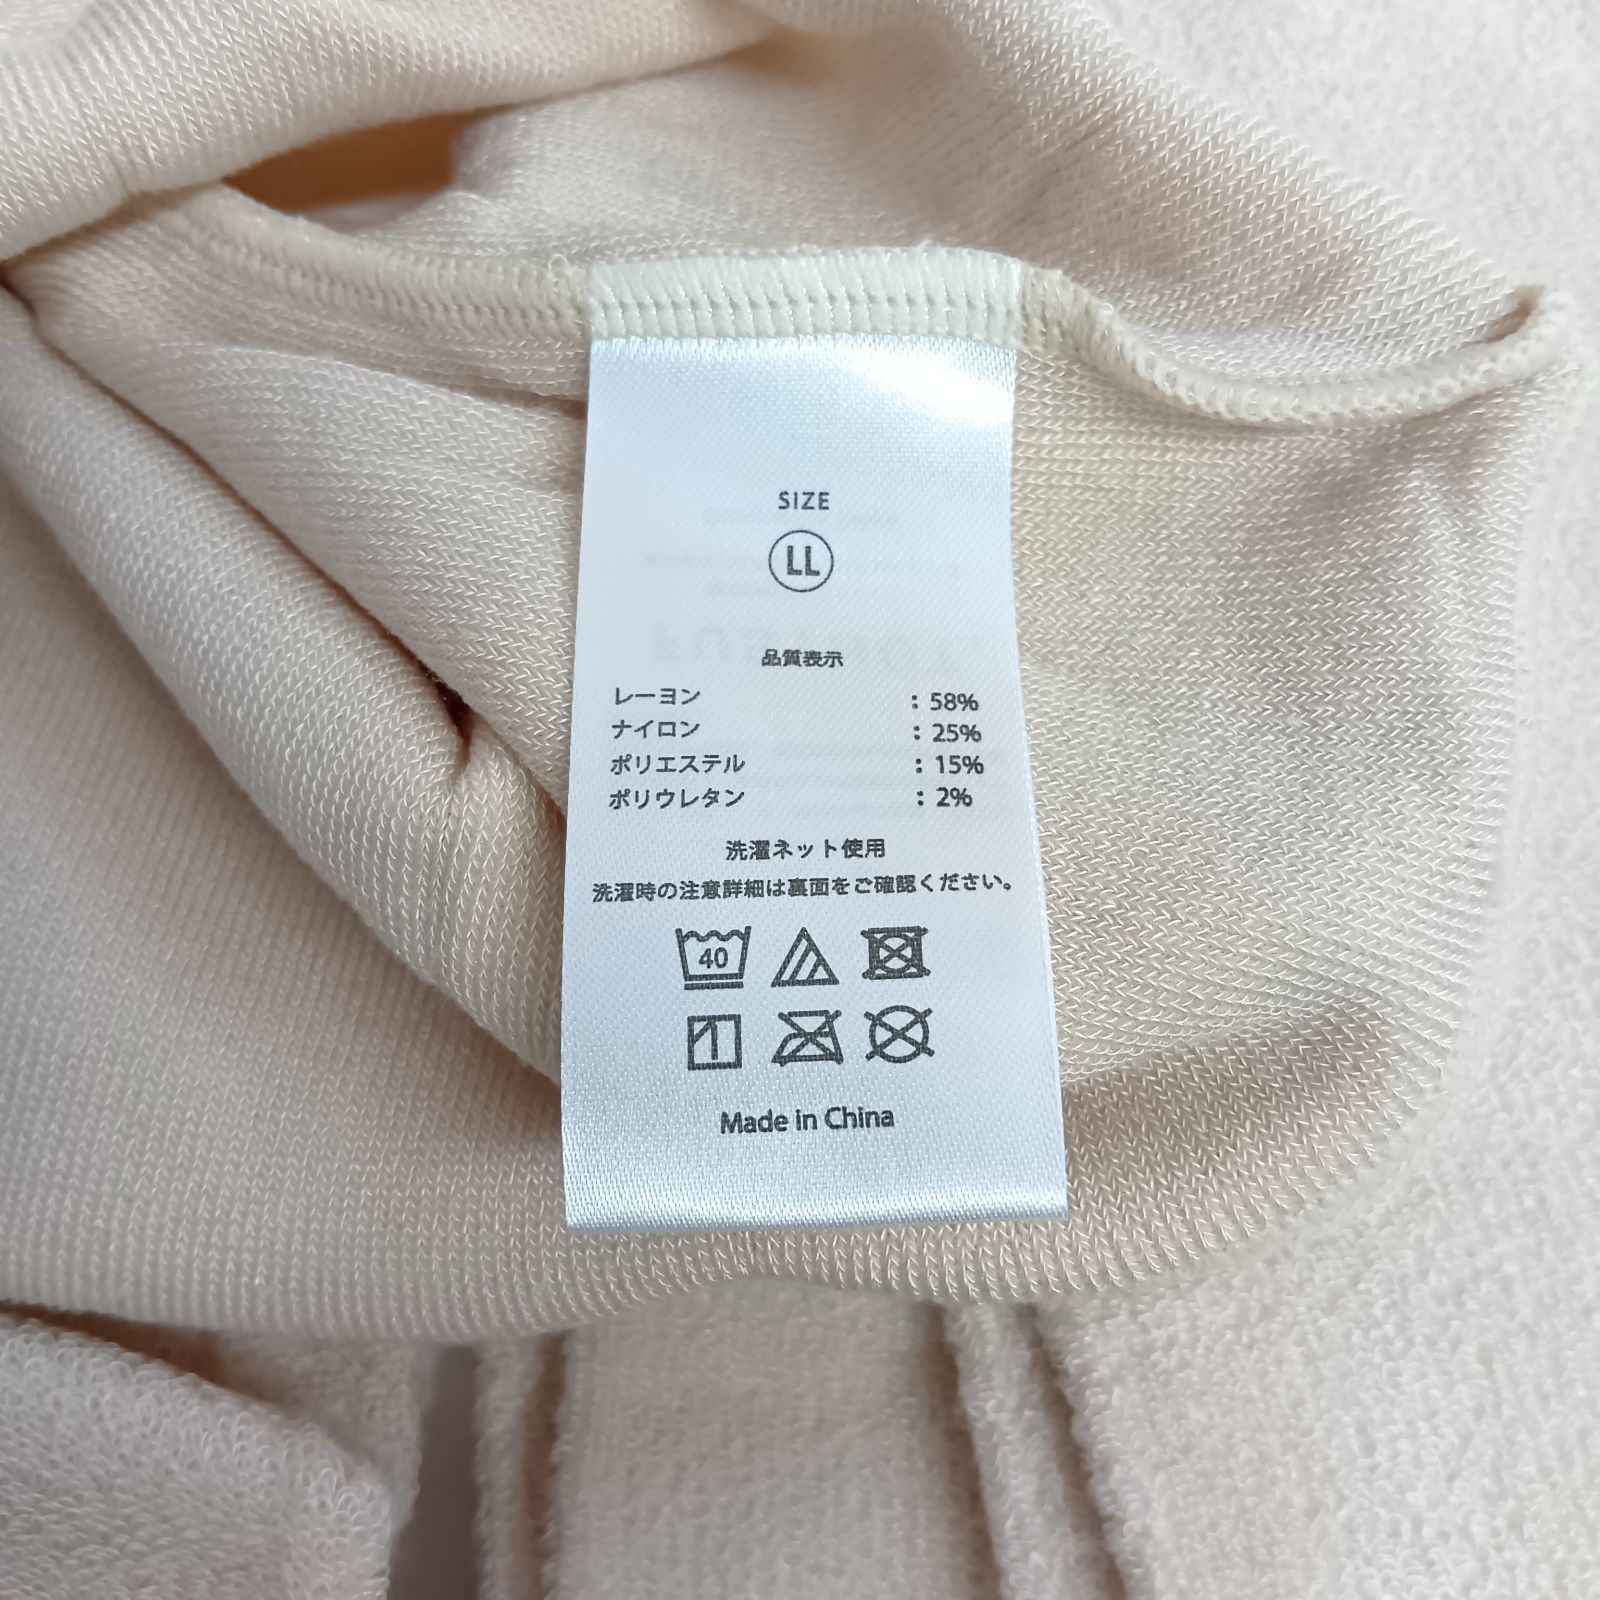 SIZE
LL
品質表示
レーヨン : 58%
ナイロン : 25%
ポリエステル : 15%
ポリウレタン : 2%
洗濯ネット使用
洗濯時の注意詳細は裏面をご確認ください。
40
Made in China